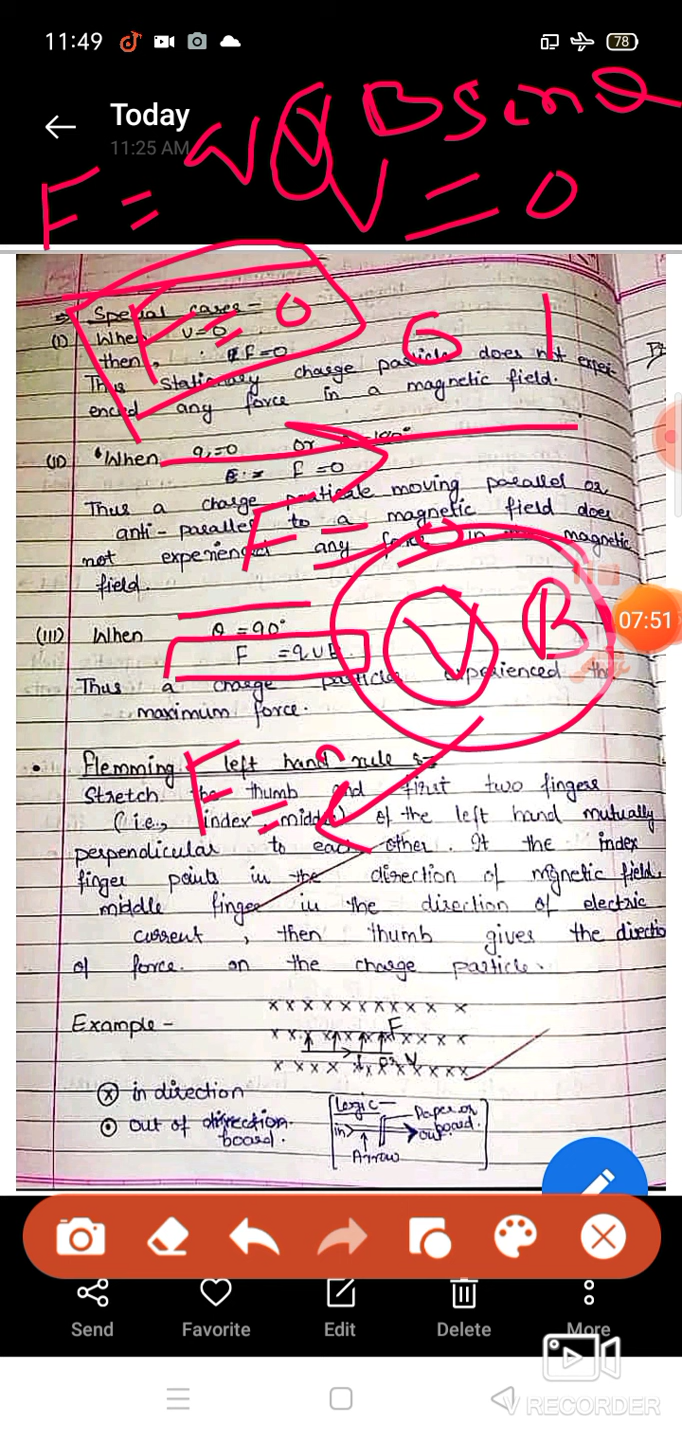 11:49
78
Today
11:25 AM
F = qVB sin θ
V = 0
F = 0
Special cases -
(I) When V=0
then, F=0
Thus stationary charge particle does not experi-
enced any force in a magnetic field.
(II) When =0 or 180°
F =0
Thus a charge particle moving parallel or
anti-parallel to a magnetic field does
not experienced any force in magnetic
field.
F = 0
V B
07:51
(III) When θ =90°
F =qVB.
Thus a charge particle experienced the
maximum force.
F =
Flemming left hand rule :-
Stretch the thumb and first two fingers
(i.e., index middle) of the left hand mutually
perpendicular to each other. If the index
finger points in the direction of mgnetic field,
middle finger in the direction of electric
current, then thumb gives the directio
of force on the charge particle.
x x x x x x x x x x x
Example -
F
V
⊗ in direction
⊙ out of direction
board.
Logic-
in
Arrow
Paper or
board.
out
Send
Favorite
Edit
Delete
More
V RECORDER